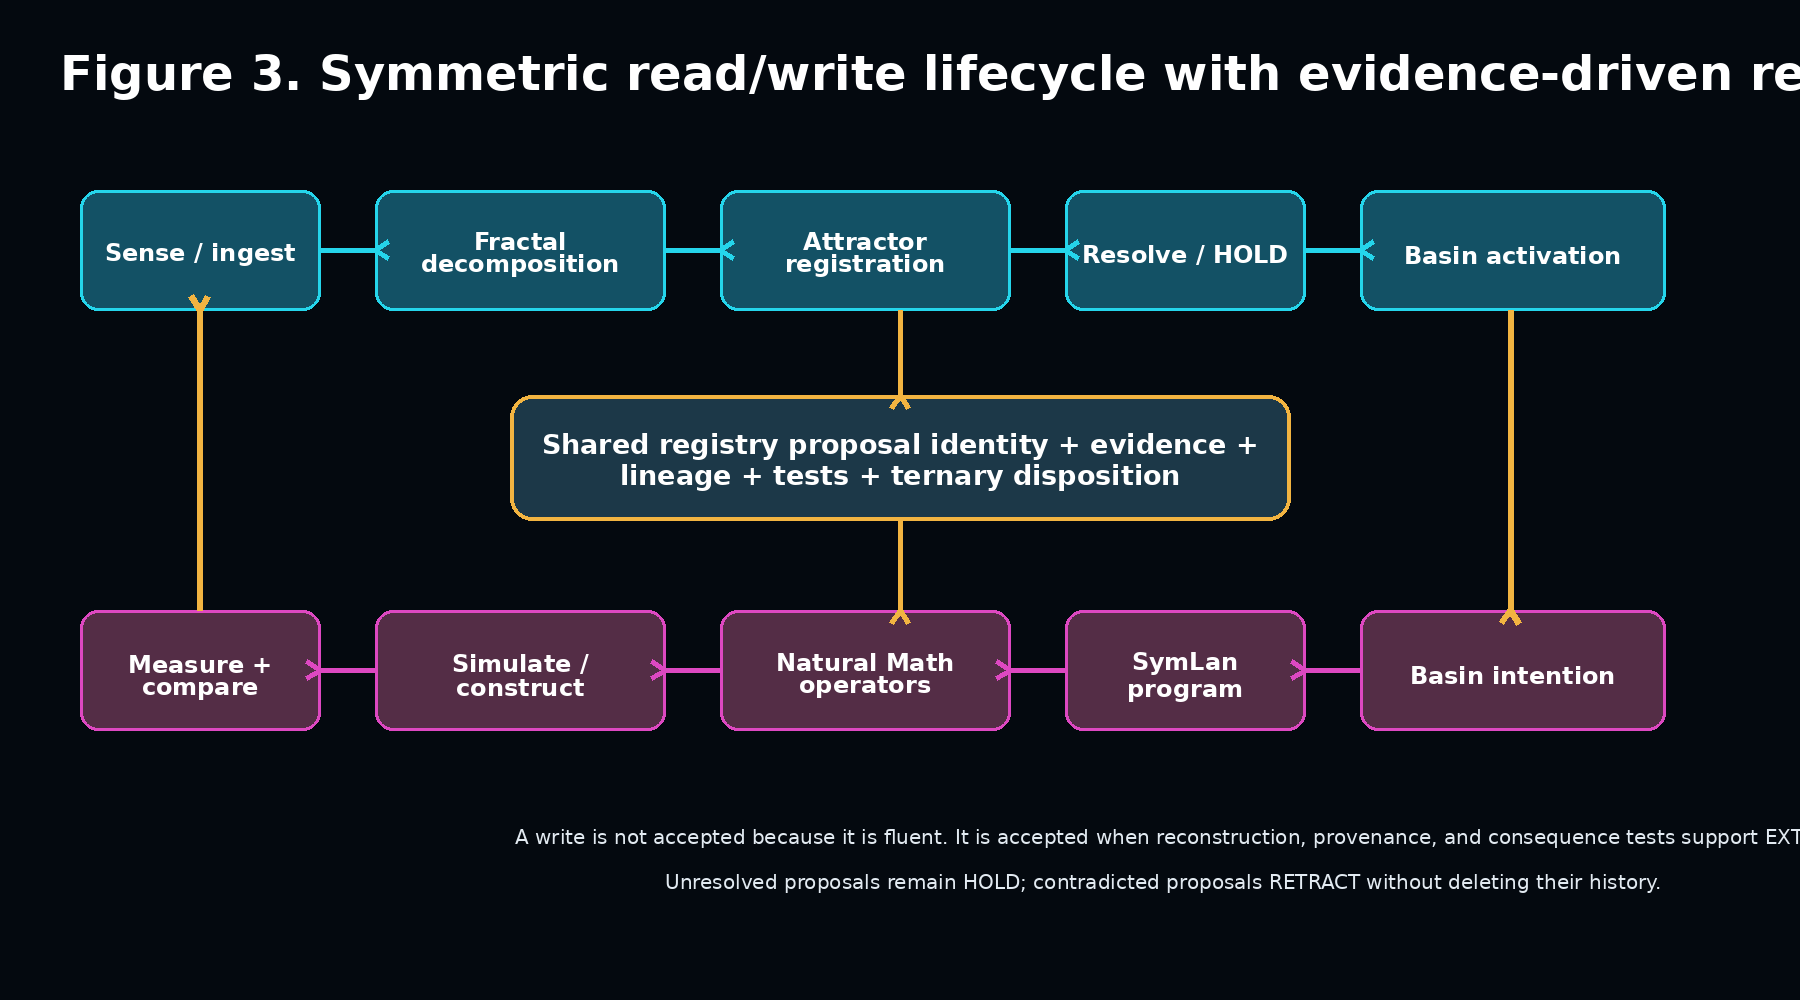 Figure 3. Symmetric read/write lifecycle with evidence-driven re
Sense / ingest
Fractal
decomposition
Attractor
registration
Resolve / HOLD
Basin activation
Shared registry proposal identity + evidence +
lineage + tests + ternary disposition
Measure +
compare
Simulate /
construct
Natural Math
operators
SymLan
program
Basin intention
A write is not accepted because it is fluent. It is accepted when reconstruction, provenance, and consequence tests support EXT
Unresolved proposals remain HOLD; contradicted proposals RETRACT without deleting their history.